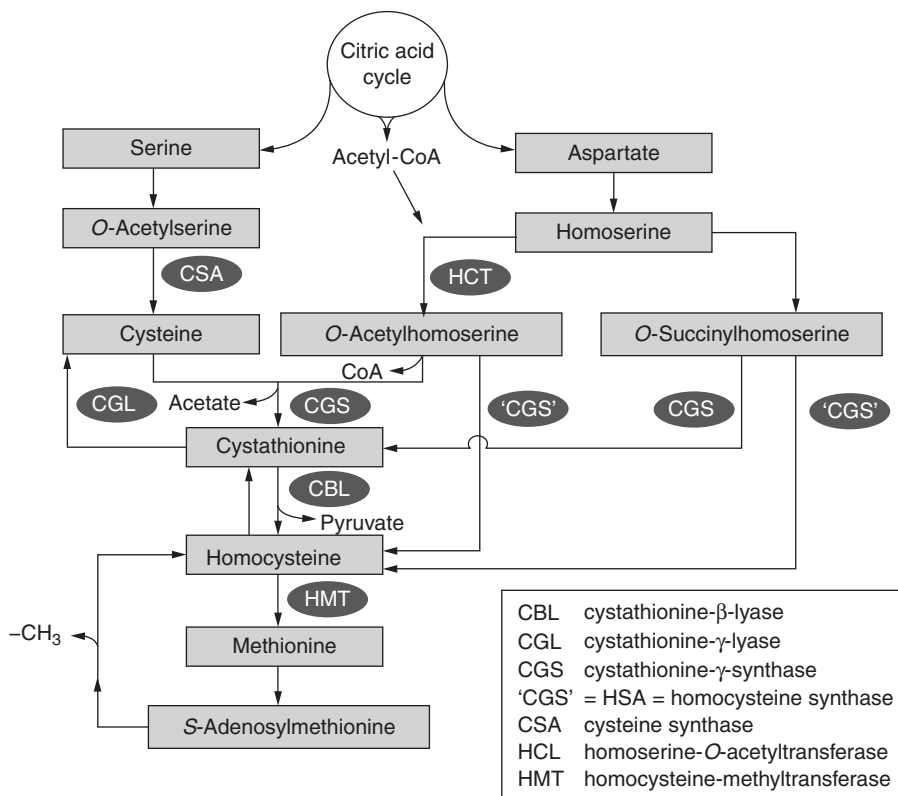 Citric acid
cycle
Serine
Acetyl-CoA
Aspartate
O-Acetylserine
Homoserine
CSA
HCT
Cysteine
O-Acetylhomoserine
O-Succinylhomoserine
CoA
CGL
Acetate
CGS
'CGS'
CGS
'CGS'
Cystathionine
CBL
Pyruvate
Homocysteine
HMT
–CH3
Methionine
S-Adenosylmethionine
CBL cystathionine-β-lyase
CGL cystathionine-γ-lyase
CGS cystathionine-γ-synthase
'CGS' = HSA = homocysteine synthase
CSA cysteine synthase
HCL homoserine-O-acetyltransferase
HMT homocysteine-methyltransferase